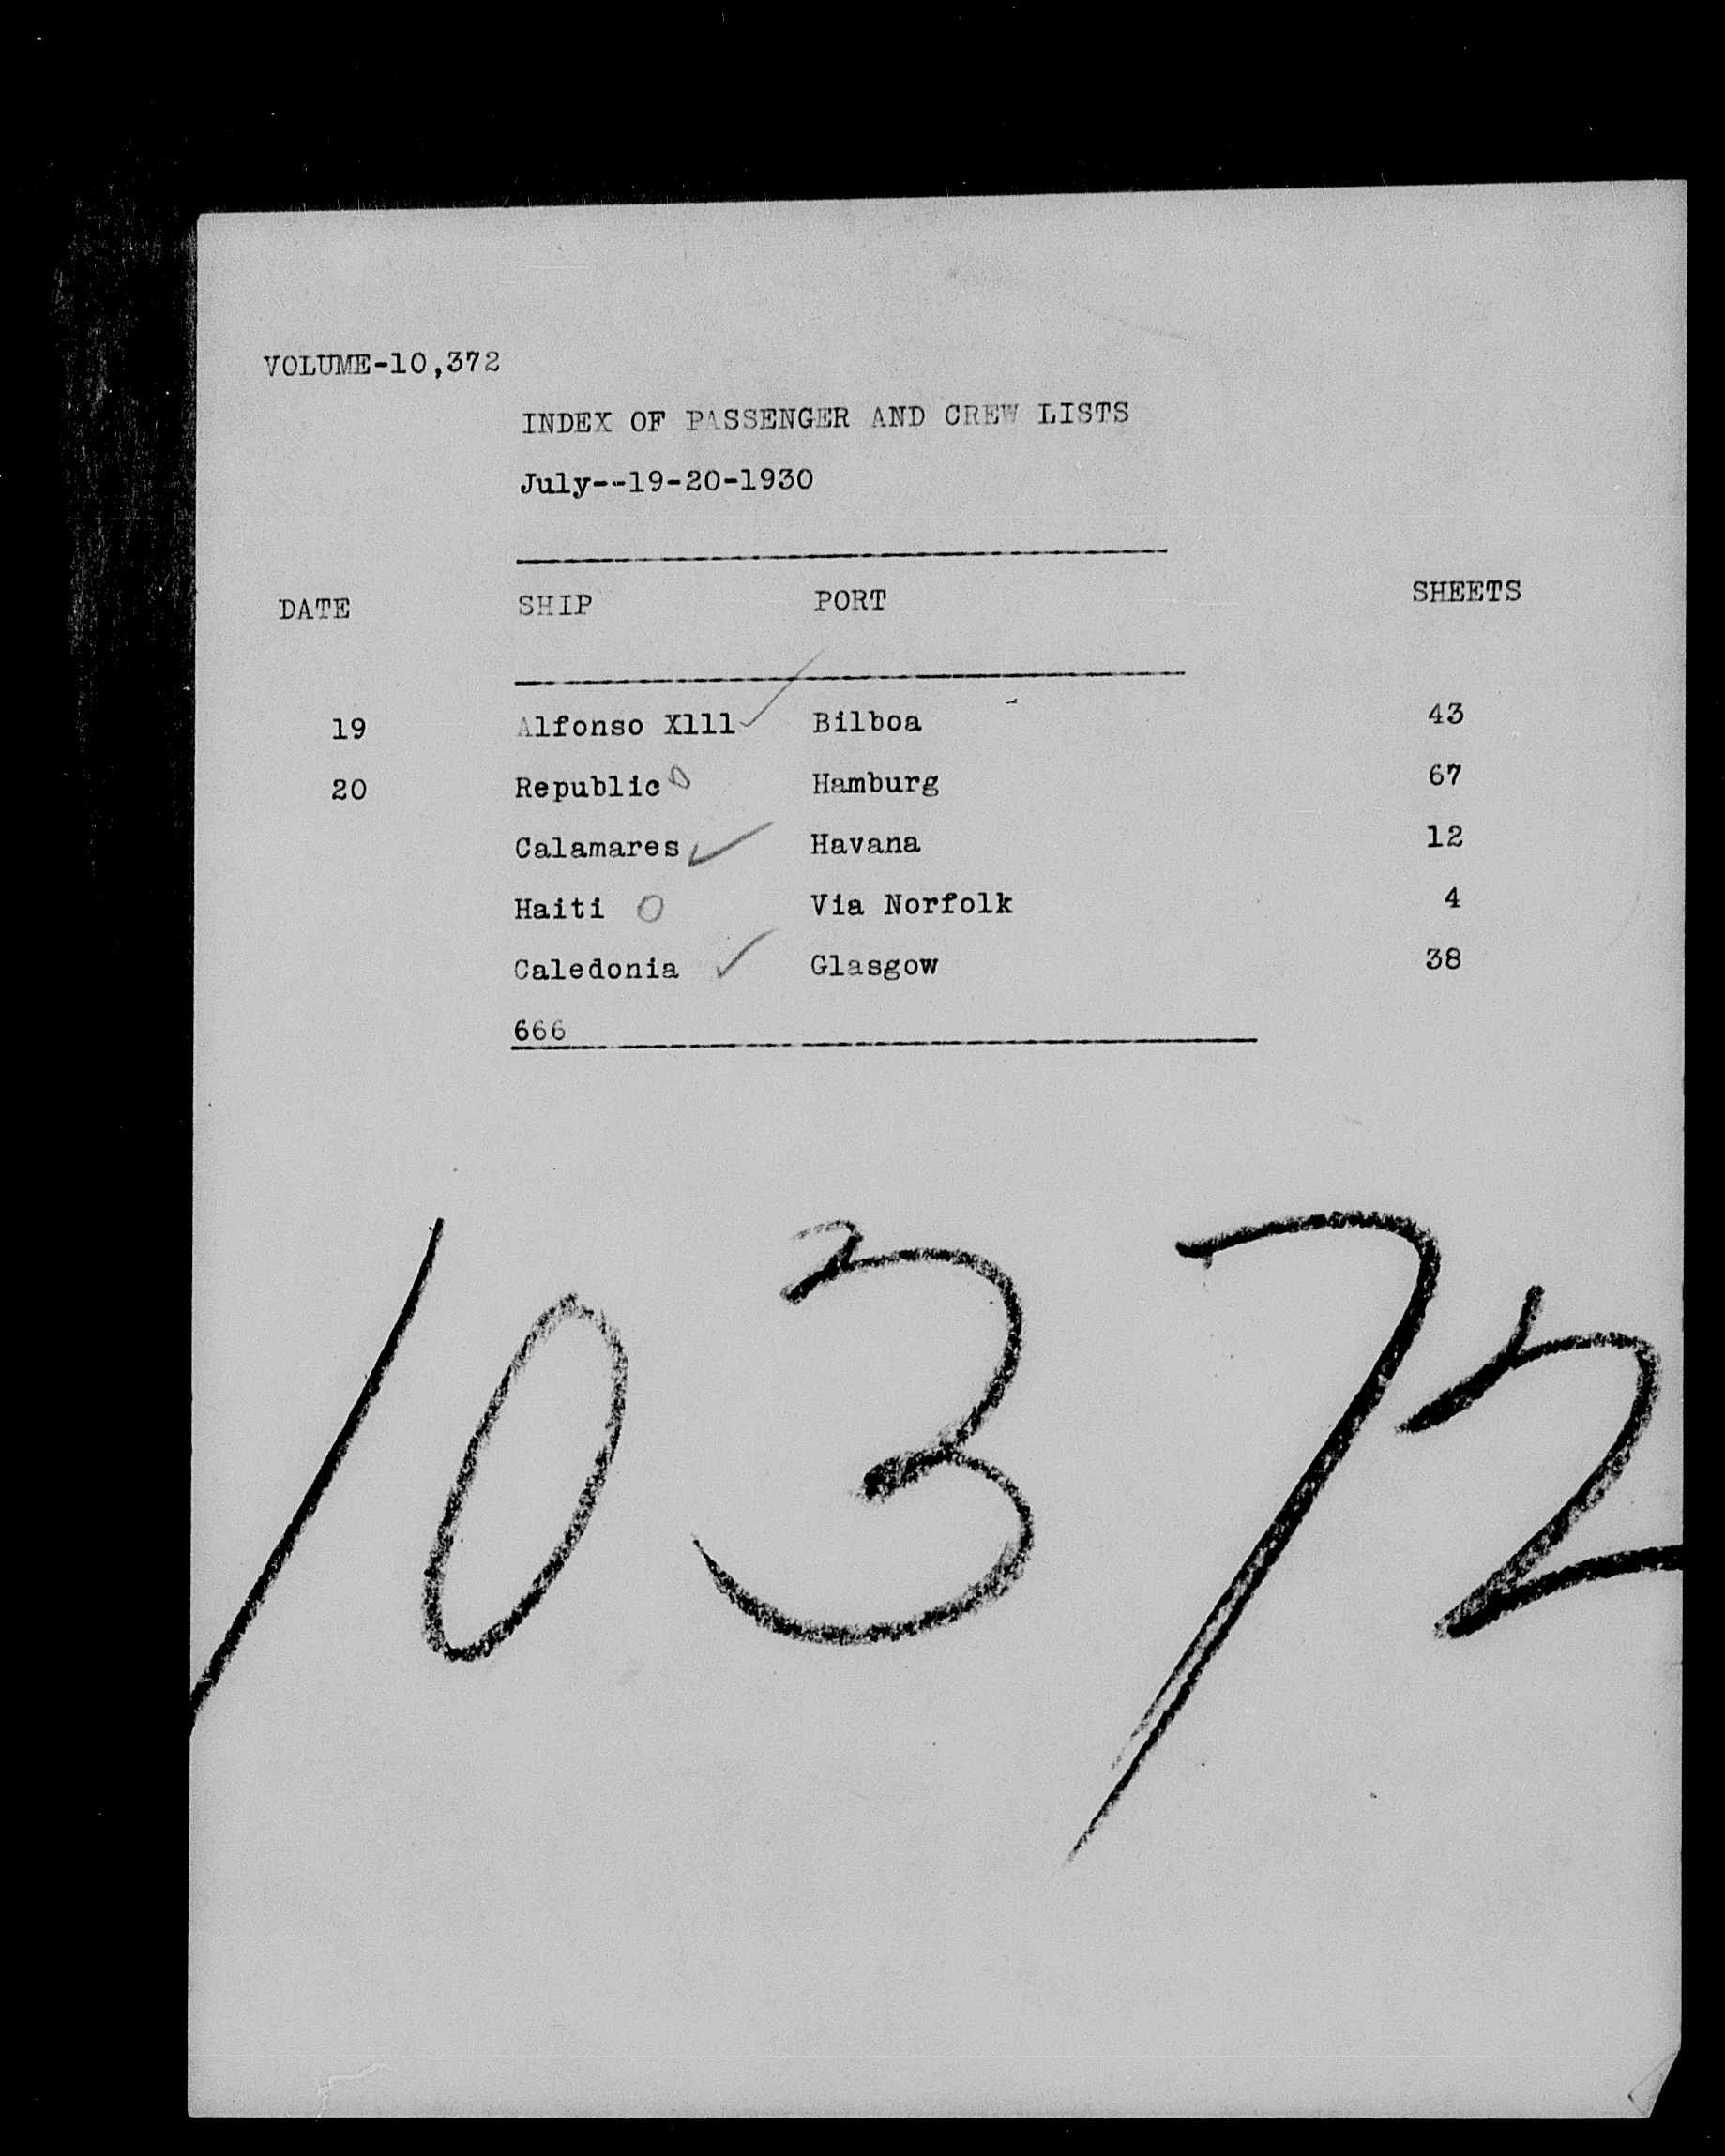 VOLUME-10,372
INDEX OF PASSENGER AND CREW LISTS
July--19-20-1930
DATE SHIP PORT SHEETS
19 Alfonso X111 Bilboa 43
20 Republic Hamburg 67
Calamares Havana 12
Haiti Via Norfolk 4
Caledonia Glasgow 38
666
10372